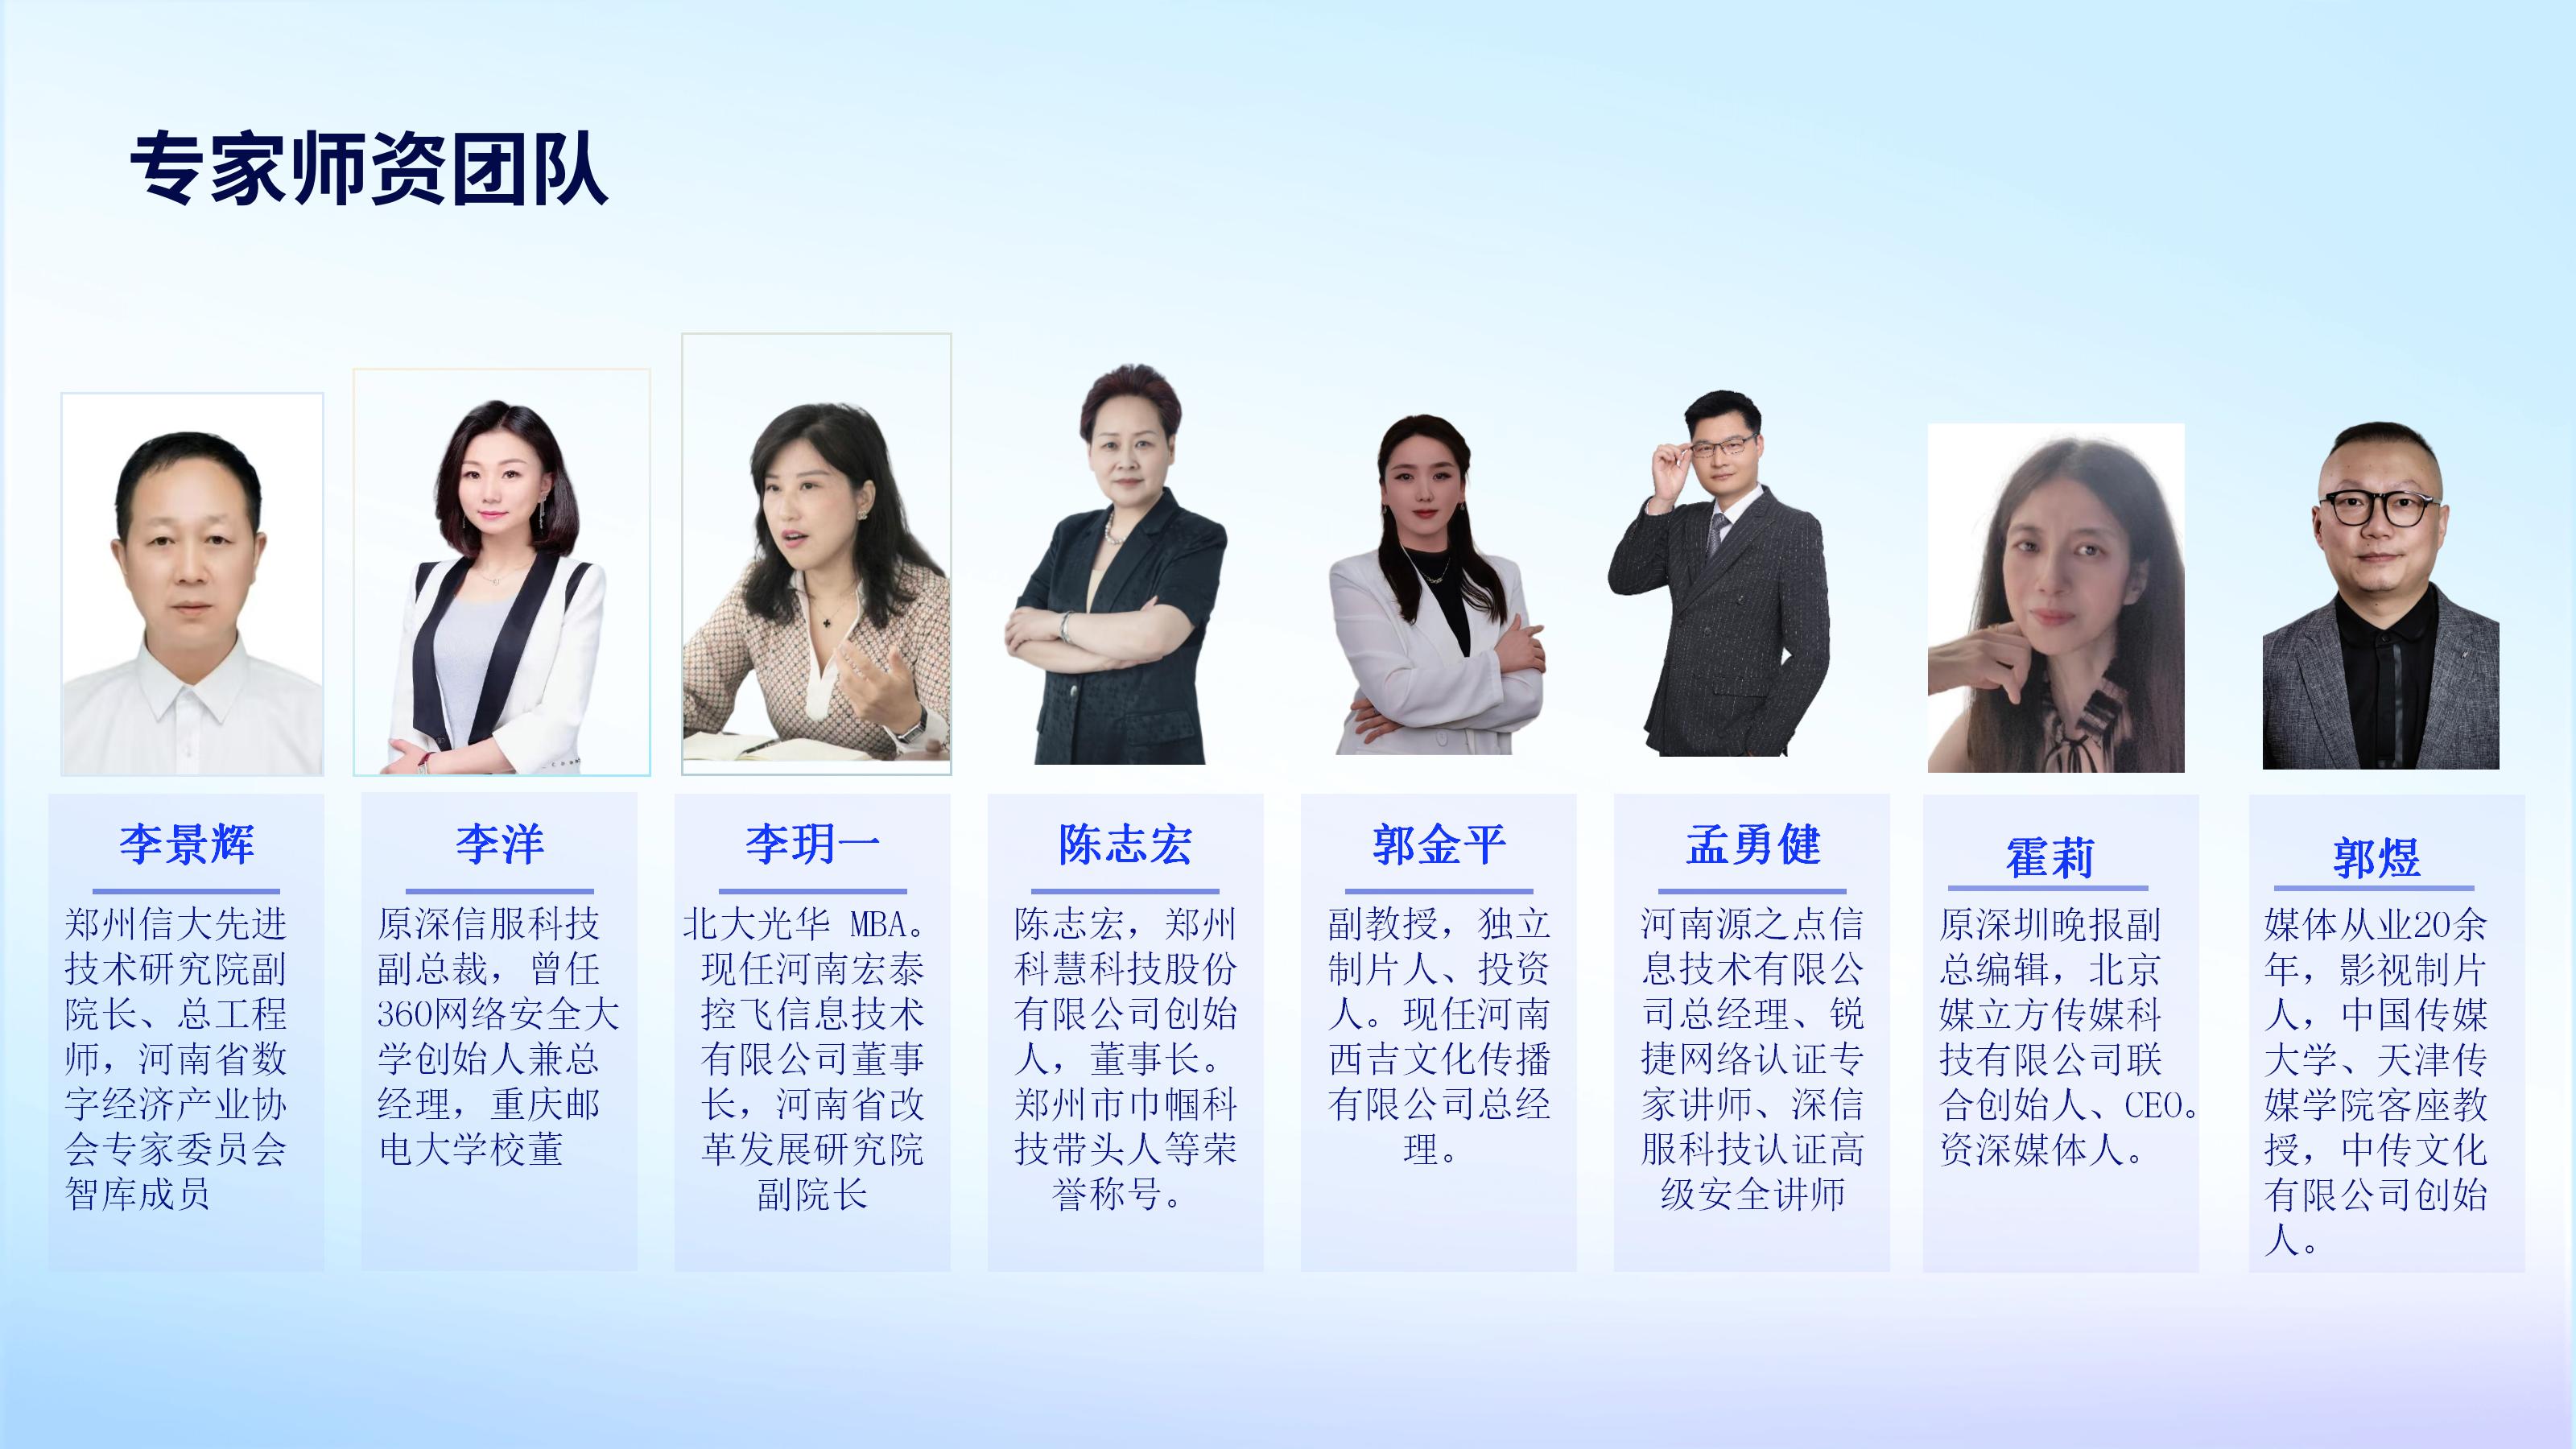 专家师资团队
李景辉
郑州信大先进
技术研究院副
院长、总工程
师，河南省数
字经济产业协
会专家委员会
智库成员
李洋
原深信服科技
副总裁，曾任
360网络安全大
学创始人兼总
经理，重庆邮
电大学校董
李玥一
北大光华 MBA。
现任河南宏泰
控飞信息技术
有限公司董事
长，河南省改
革发展研究院
副院长
陈志宏
陈志宏，郑州
科慧科技股份
有限公司创始
人，董事长。
郑州市巾帼科
技带头人等荣
誉称号。
郭金平
副教授，独立
制片人、投资
人。现任河南
西吉文化传播
有限公司总经
理。
孟勇健
河南源之点信
息技术有限公
司总经理、锐
捷网络认证专
家讲师、深信
服科技认证高
级安全讲师
霍莉
原深圳晚报副
总编辑，北京
媒立方传媒科
技有限公司联
合创始人、CEO。
资深媒体人。
郭煜
媒体从业20余
年，影视制片
人，中国传媒
大学、天津传
媒学院客座教
授，中传文化
有限公司创始
人。